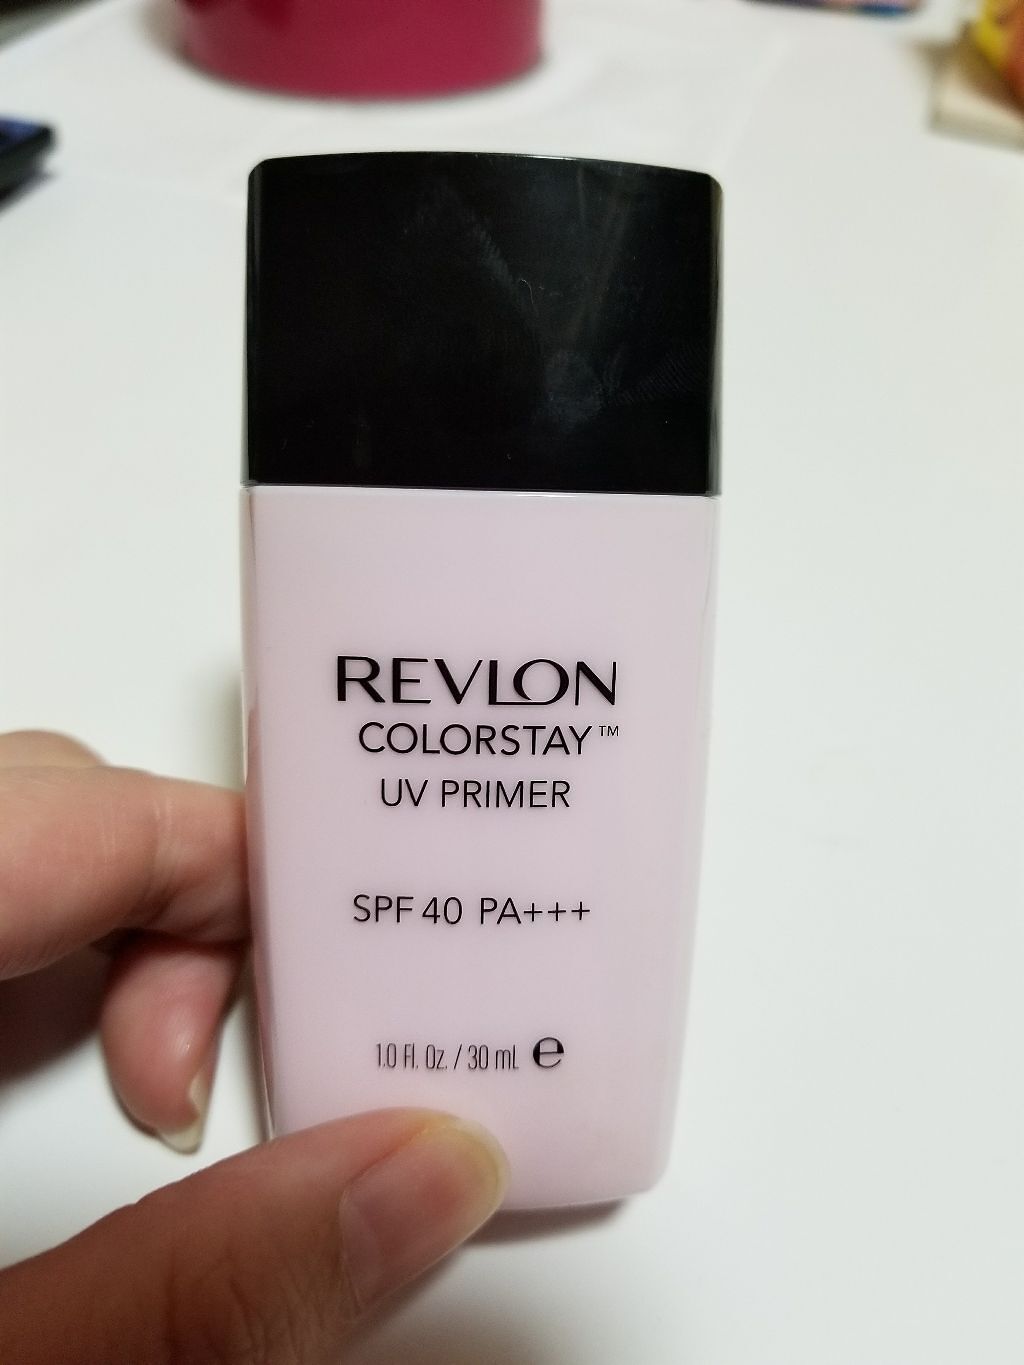 REVLON
COLORSTAY™
UV PRIMER
SPF 40 PA+++
1.0 Fl. Oz. / 30 mL ℮